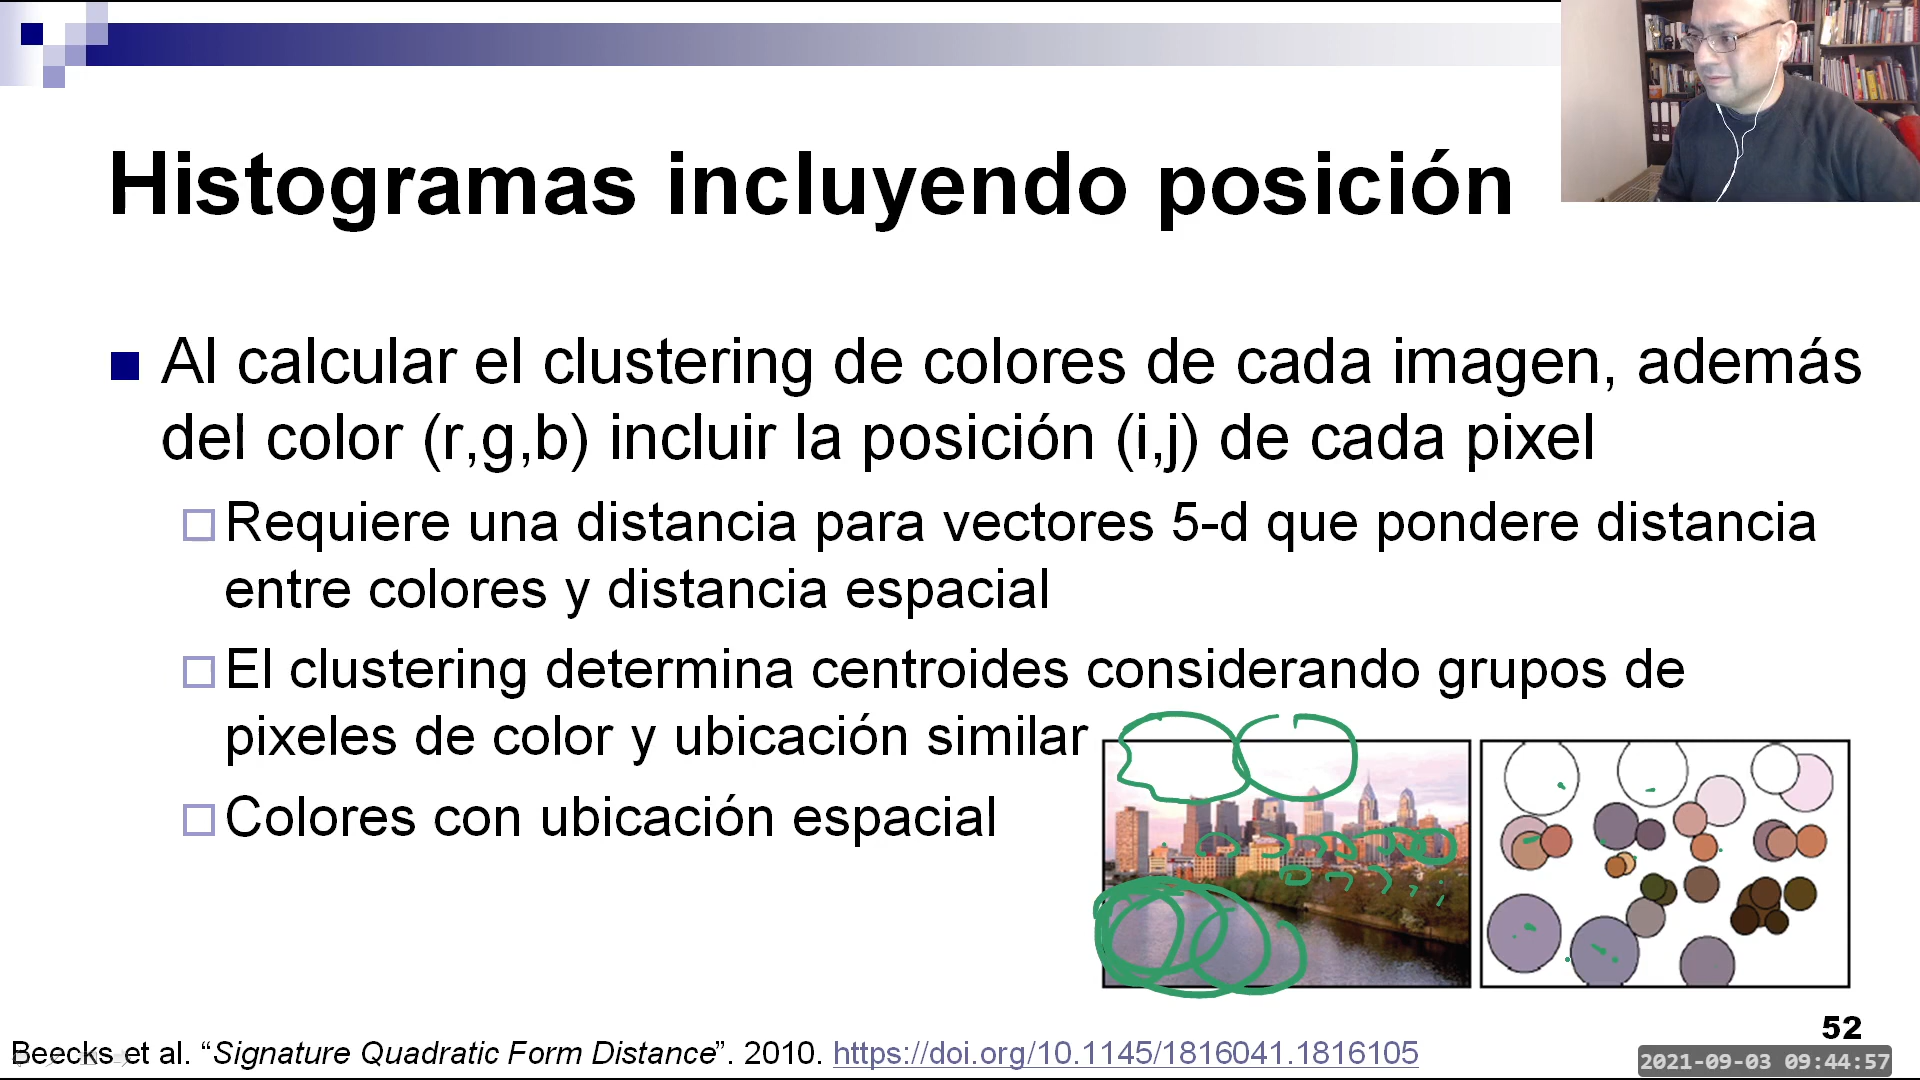 Histogramas incluyendo posición
Al calcular el clustering de colores de cada imagen, además
del color (r,g,b) incluir la posición (i,j) de cada pixel
Requiere una distancia para vectores 5-d que pondere distancia
entre colores y distancia espacial
El clustering determina centroides considerando grupos de
pixeles de color y ubicación similar
Colores con ubicación espacial
52
Beecks et al. “Signature Quadratic Form Distance”. 2010. https://doi.org/10.1145/1816041.1816105
2021-09-03 09:44:57